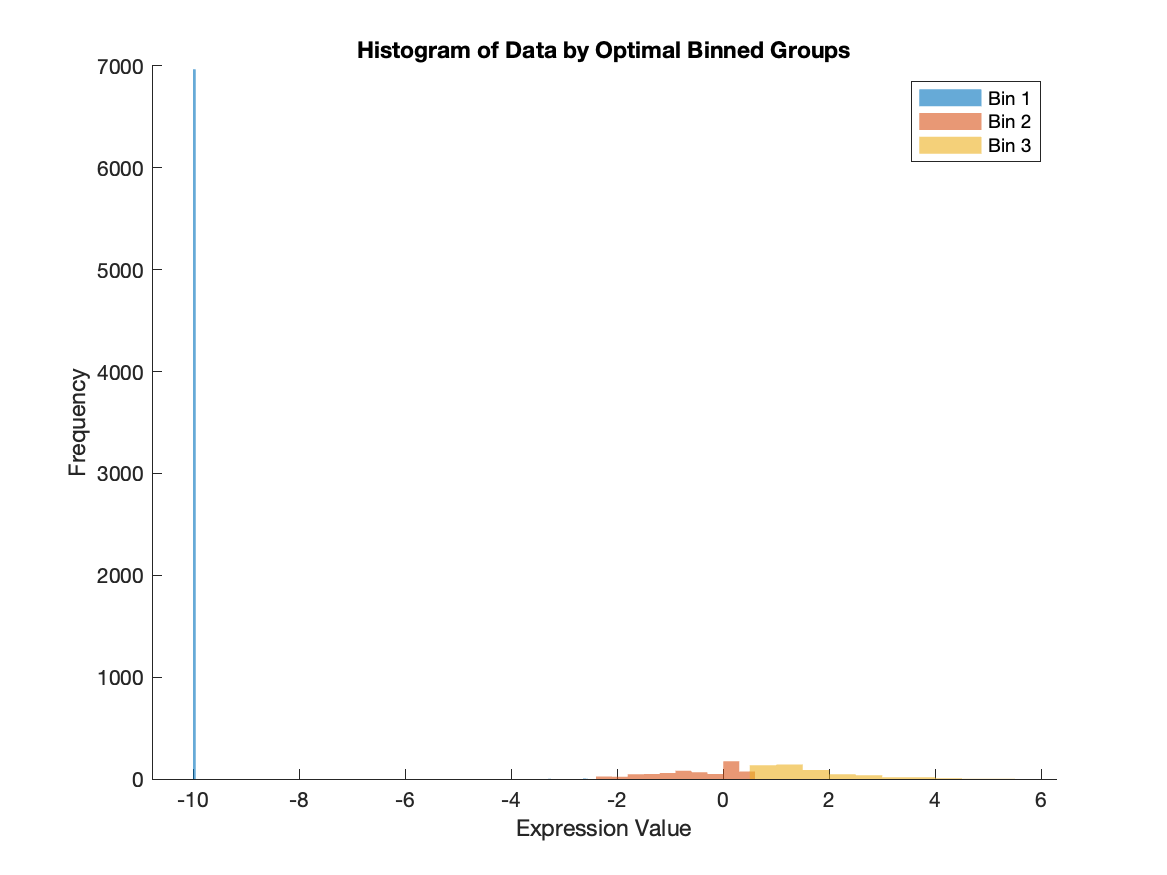 Histogram of Data by Optimal Binned Groups
7000
6000
5000
4000
3000
2000
1000
0
Frequency
Bin 1
Bin 2
Bin 3
-10 -8 -6 -4 -2 0 2 4 6
Expression Value